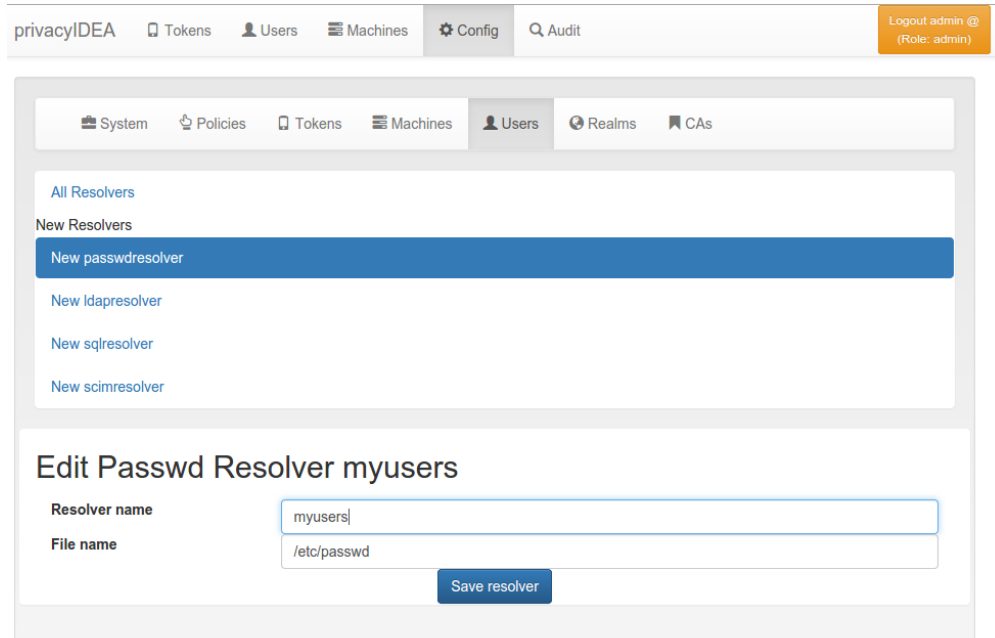 privacyIDEA Tokens Users Machines Config Audit Logout admin @
(Role: admin)
System Policies Tokens Machines Users Realms CAs
All Resolvers
New Resolvers
New passwdresolver
New ldapresolver
New sqlresolver
New scimresolver
Edit Passwd Resolver myusers
Resolver name myusers
File name /etc/passwd
Save resolver